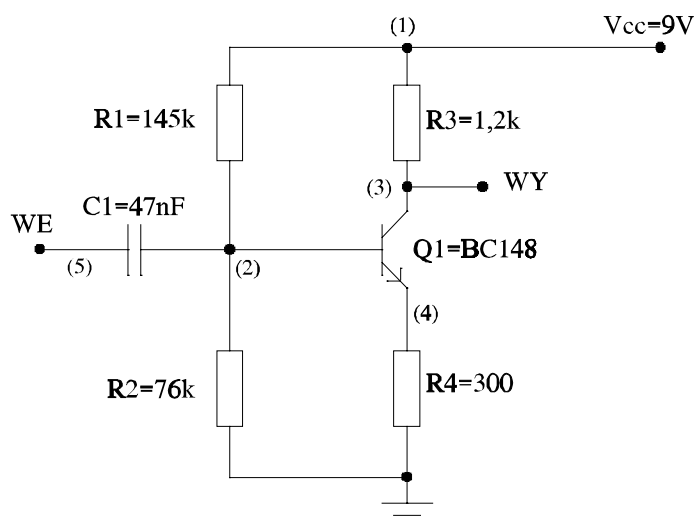 (1)
Vcc=9V
R1=145k
R3=1,2k
(3)
WY
C1=47nF
WE
(5)
(2)
Q1=BC148
(4)
R2=76k
R4=300